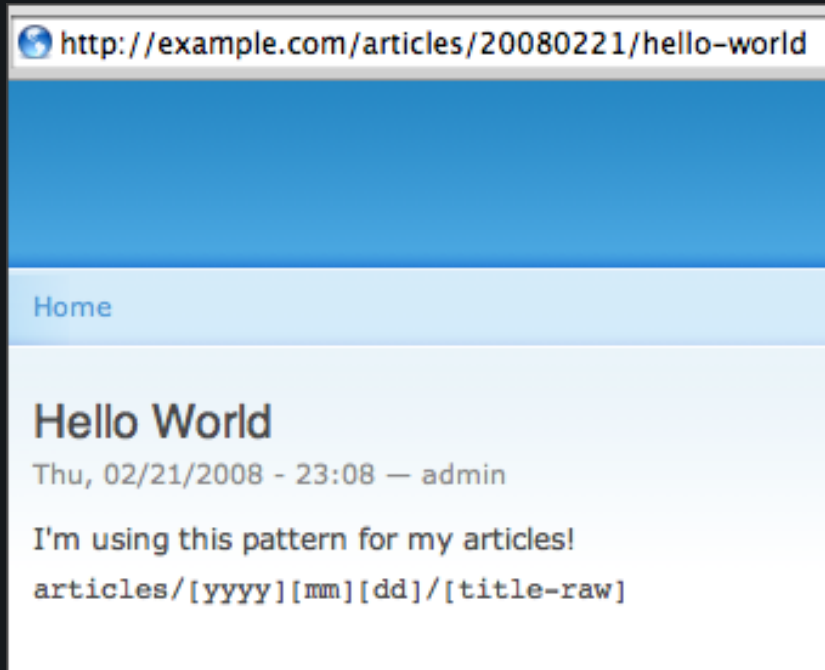 http://example.com/articles/20080221/hello-world
Home
Hello World
Thu, 02/21/2008 - 23:08 — admin
I'm using this pattern for my articles!
articles/[yyyy][mm][dd]/[title-raw]